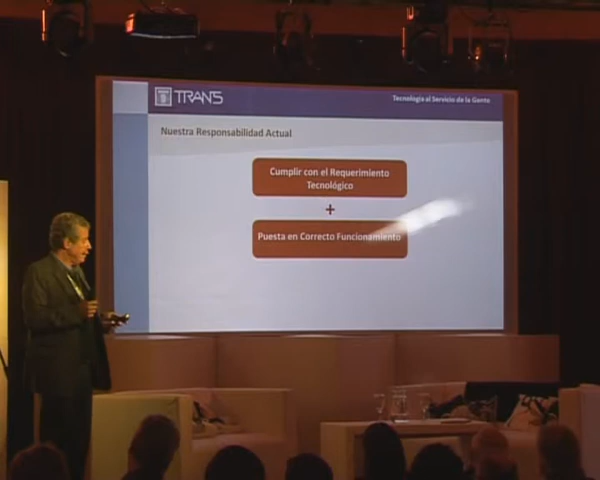 TRANS
Tecnología al Servicio de la Gente
Nuestra Responsabilidad Actual
Cumplir con el Requerimiento
Tecnológico
+
Puesta en Correcto Funcionamiento